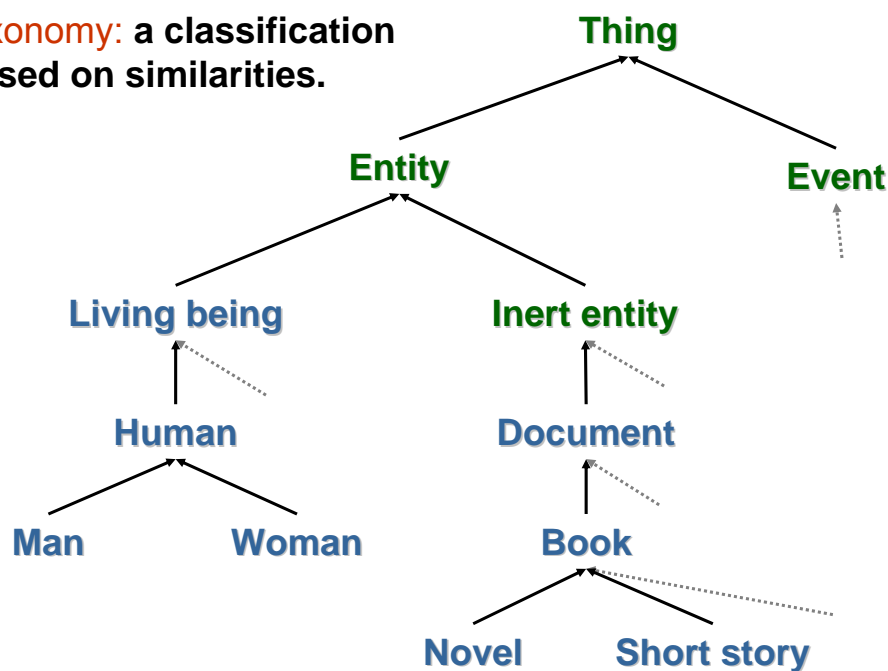 xonomy: a classification
sed on similarities.
Thing
Entity
Event
Living being
Inert entity
Human
Document
Man
Woman
Book
Novel
Short story